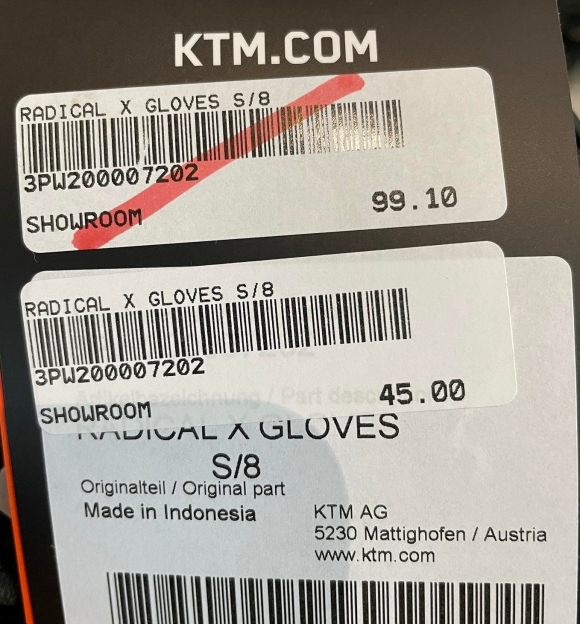 KTM.COM
RADICAL X GLOVES S/8
3PW200007202
SHOWROOM
99.10
RADICAL X GLOVES S/8
3PW200007202
SHOWROOM
45.00
RADICAL X GLOVES
S/8
Originalteil / Original part
Made in Indonesia
KTM AG
5230 Mattighofen / Austria
www.ktm.com